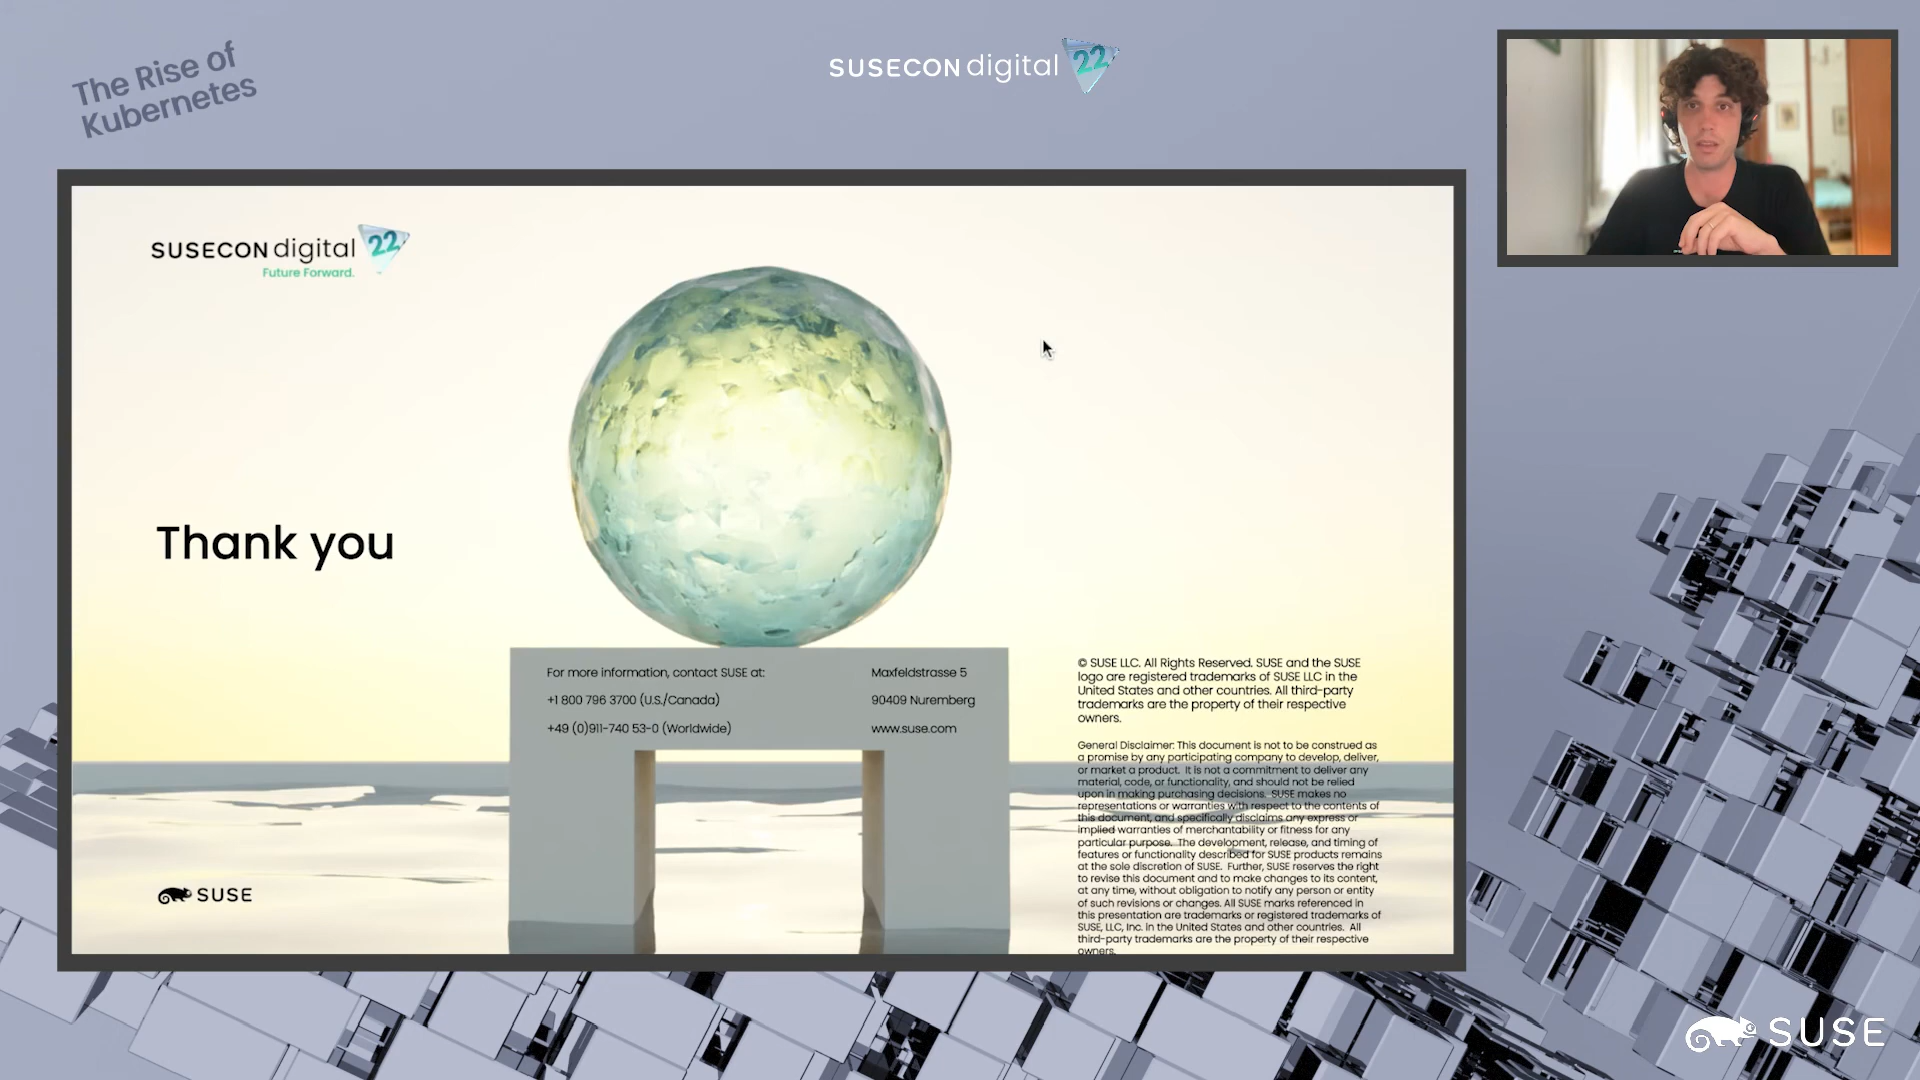 The Rise of
Kubernetes
SUSECON digital 22
SUSECON digital 22
Future Forward.
Thank you
For more information, contact SUSE at:
+1 800 796 3700 (U.S./Canada)
+49 (0)911-740 53-0 (Worldwide)
Maxfeldstrasse 5
90409 Nuremberg
www.suse.com
© SUSE LLC. All Rights Reserved. SUSE and the SUSE
logo are registered trademarks of SUSE LLC in the
United States and other countries. All third-party
trademarks are the property of their respective
owners.
General Disclaimer: This document is not to be construed as
a promise by any participating company to develop, deliver,
or market a product. It is not a commitment to deliver any
material, code, or functionality, and should not be relied
upon in making purchasing decisions. SUSE makes no
representations or warranties with respect to the contents of
this document, and specifically disclaims any express or
implied warranties of merchantability or fitness for any
particular purpose. The development, release, and timing of
features or functionality described for SUSE products remains
at the sole discretion of SUSE. Further, SUSE reserves the right
to revise this document and to make changes to its content,
at any time, without obligation to notify any person or entity
of such revisions or changes. All SUSE marks referenced in
this presentation are trademarks or registered trademarks of
SUSE, LLC, Inc. in the United States and other countries. All
third-party trademarks are the property of their respective
owners.
SUSE
SUSE